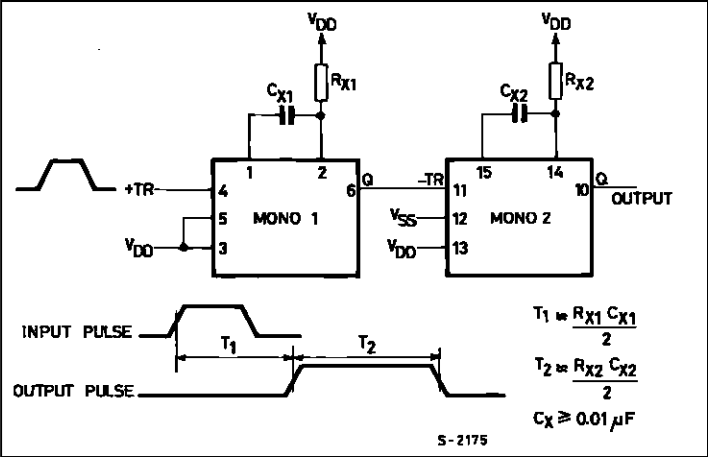 VDD VDD
RX1 RX2
CX1 CX2
1 2 15 14
+TR 4 MONO 1 6 Q
5
VDD 3
–TR 11 MONO 2 10 Q OUTPUT
VSS 12
VDD 13
INPUT PULSE
T1 T2
OUTPUT PULSE
T1 ≈ RX1 CX1
2
T2 ≈ RX2 CX2
2
CX ≥ 0.01 μF
S-2175